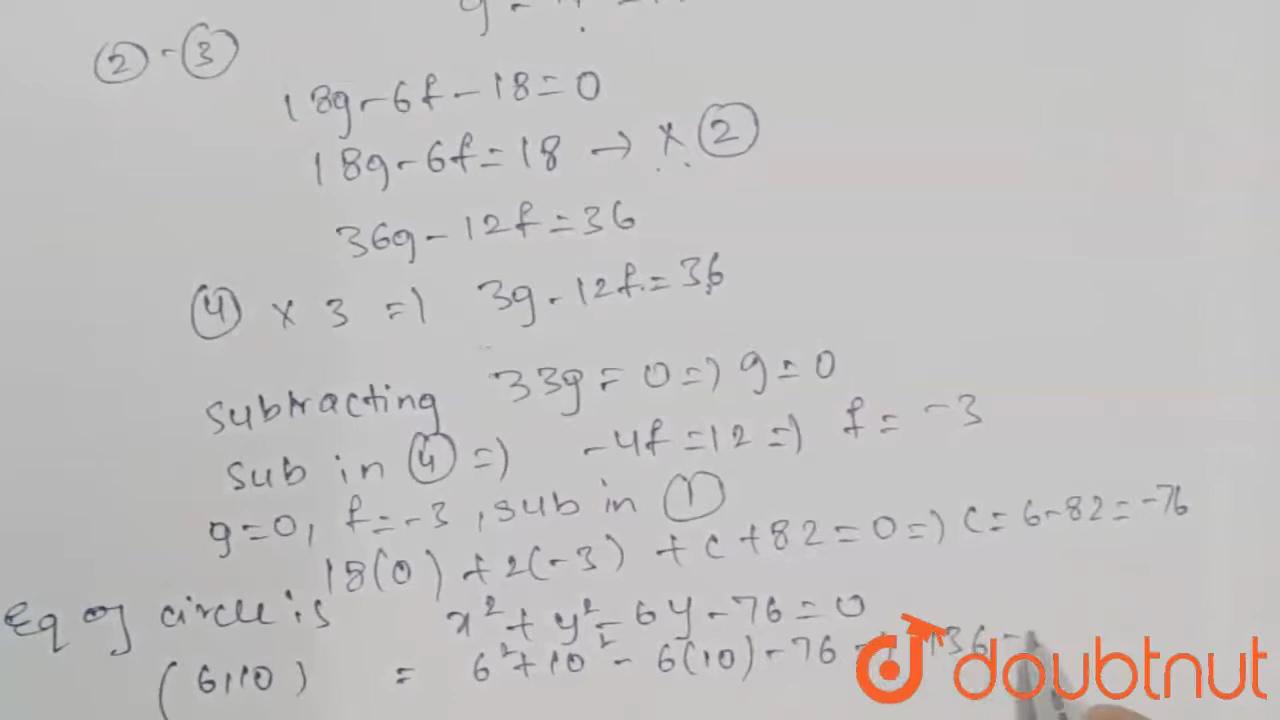 ② - ③
18g - 6f - 18 = 0
18g - 6f = 18 → × ②
36g - 12f = 36
④ × 3 => 3g - 12f = 36
subtracting 33g = 0 => g = 0
sub in ④ => -4f = 12 => f = -3
g = 0, f = -3, sub in ①
18(0) + 2(-3) + c + 82 = 0 => c = 6 - 82 = -76
Eq of circle is x² + y² - 6y - 76 = 0
(6,10) = 6² + 10² - 6(10) - 76 = 136 -
doubtnut